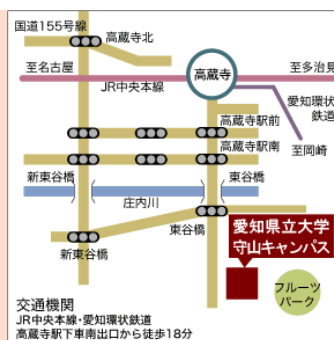 国道155号線
高蔵寺北
至名古屋
高蔵寺
至多治見
JR中央本線
愛知環状
鉄道
高蔵寺駅前
高蔵寺駅南
至岡崎
新東谷橋
東谷橋
庄内川
東谷橋
新東谷橋
愛知県立大学
守山キャンパス
フルーツ
パーク
交通機関
JR中央本線・愛知環状鉄道
高蔵寺駅下車南出口から徒歩18分